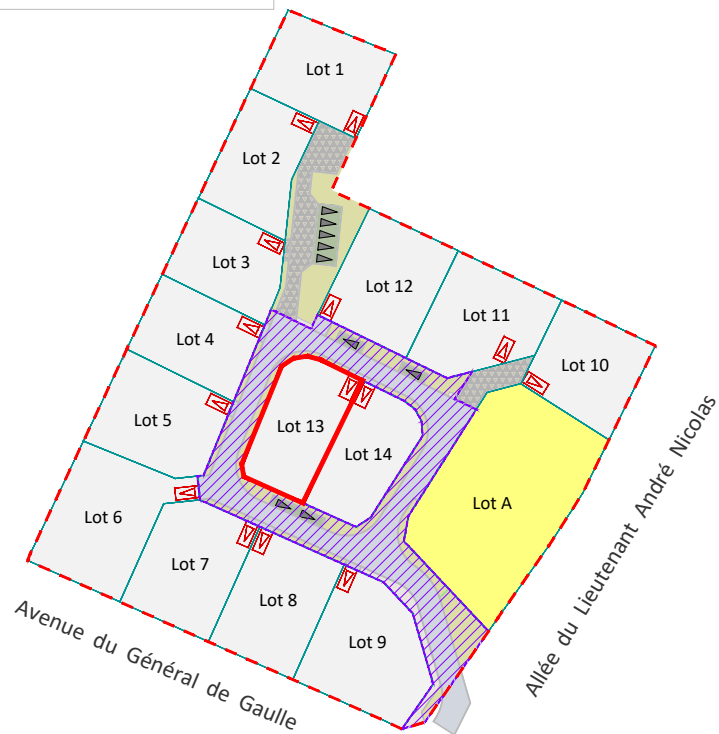 Lot 1
Lot 2
Lot 3
Lot 12
Lot 11
Lot 4
Lot 10
Lot 5
Lot 13
Lot 14
Lot A
Lot 6
Lot 7
Lot 8
Lot 9
Allée du Lieutenant André Nicolas
Avenue du Général de Gaulle